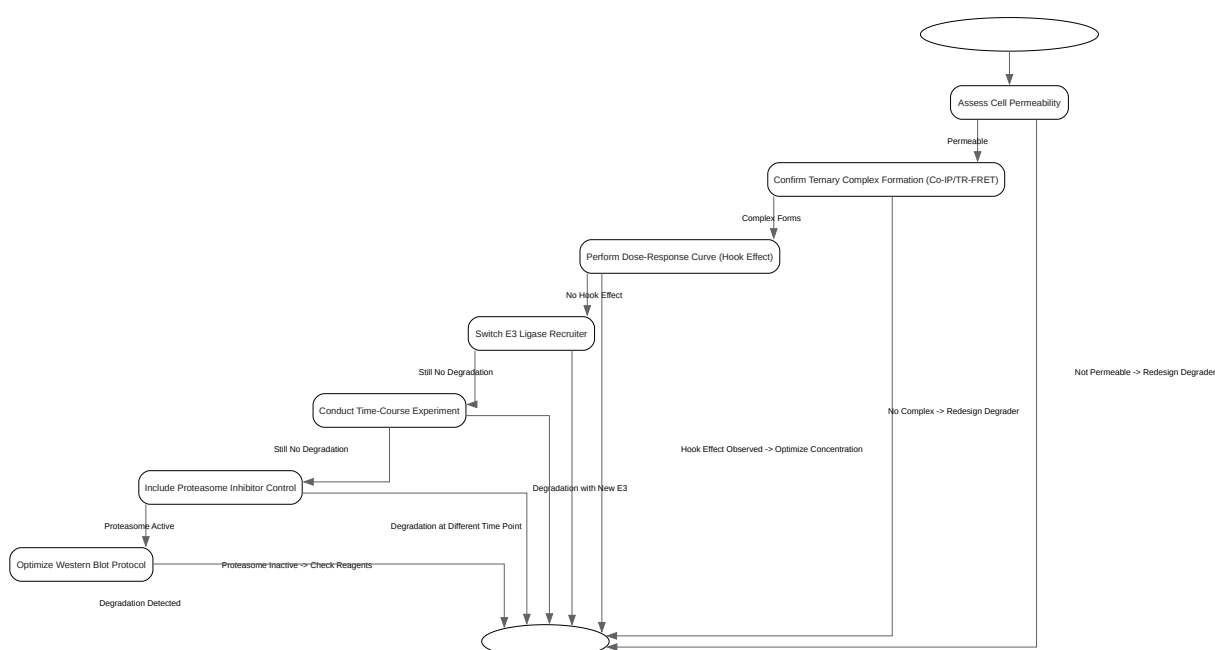 Assess Cell Permeability
Permeable
Confirm Ternary Complex Formation (Co-IP/TR-FRET)
Complex Forms
Perform Dose-Response Curve (Hook Effect)
No Hook Effect
Switch E3 Ligase Recruiter
Still No Degradation
Not Permeable -> Redesign Degrader
Conduct Time-Course Experiment
No Complex -> Redesign Degrader
Still No Degradation
Hook Effect Observed -> Optimize Concentration
Include Proteasome Inhibitor Control
Degradation with New E3
Proteasome Active
Degradation at Different Time Point
Optimize Western Blot Protocol
Proteasome Inactive -> Check Reagents
Degradation Detected